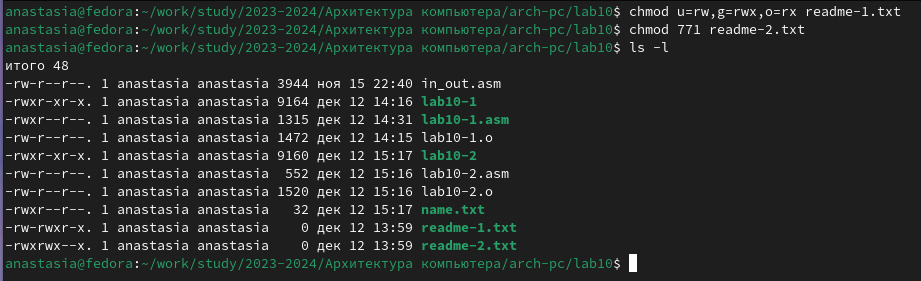 anastasia@fedora:~/work/study/2023-2024/Архитектура компьютера/arch-pc/lab10$ chmod u=rw,g=rwx,o=rx readme-1.txt
anastasia@fedora:~/work/study/2023-2024/Архитектура компьютера/arch-pc/lab10$ chmod 771 readme-2.txt
anastasia@fedora:~/work/study/2023-2024/Архитектура компьютера/arch-pc/lab10$ ls -l
итого 48
-rw-r--r--. 1 anastasia anastasia 3944 ноя 15 22:40 in_out.asm
-rwxr-xr-x. 1 anastasia anastasia 9164 дек 12 14:16 lab10-1
-rwxr--r--. 1 anastasia anastasia 1315 дек 12 14:31 lab10-1.asm
-rw-r--r--. 1 anastasia anastasia 1472 дек 12 14:15 lab10-1.o
-rwxr-xr-x. 1 anastasia anastasia 9160 дек 12 15:17 lab10-2
-rw-r--r--. 1 anastasia anastasia  552 дек 12 15:16 lab10-2.asm
-rw-r--r--. 1 anastasia anastasia 1520 дек 12 15:16 lab10-2.o
-rwxr--r--. 1 anastasia anastasia   32 дек 12 15:17 name.txt
-rw-rwxr-x. 1 anastasia anastasia    0 дек 12 13:59 readme-1.txt
-rwxrwx--x. 1 anastasia anastasia    0 дек 12 13:59 readme-2.txt
anastasia@fedora:~/work/study/2023-2024/Архитектура компьютера/arch-pc/lab10$